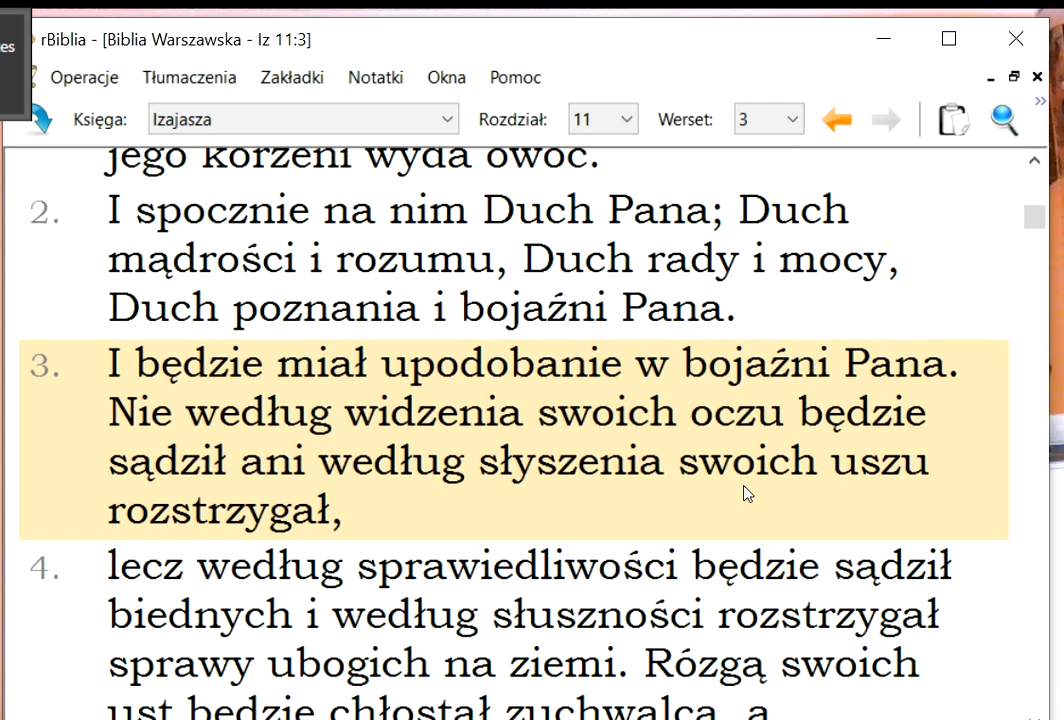 es
rBiblia - [Biblia Warszawska - Iz 11:3]
Operacje Tłumaczenia Zakładki Notatki Okna Pomoc
Księga: Izajasza Rozdział: 11 Werset: 3
jego korzeni wyda owoc.
2. I spocznie na nim Duch Pana; Duch
mądrości i rozumu, Duch rady i mocy,
Duch poznania i bojaźni Pana.
3. I będzie miał upodobanie w bojaźni Pana.
Nie według widzenia swoich oczu będzie
sądził ani według słyszenia swoich uszu
rozstrzygał,
4. lecz według sprawiedliwości będzie sądził
biednych i według słuszności rozstrzygał
sprawy ubogich na ziemi. Rózgą swoich
ust będzie chłostał zuchwalca, a